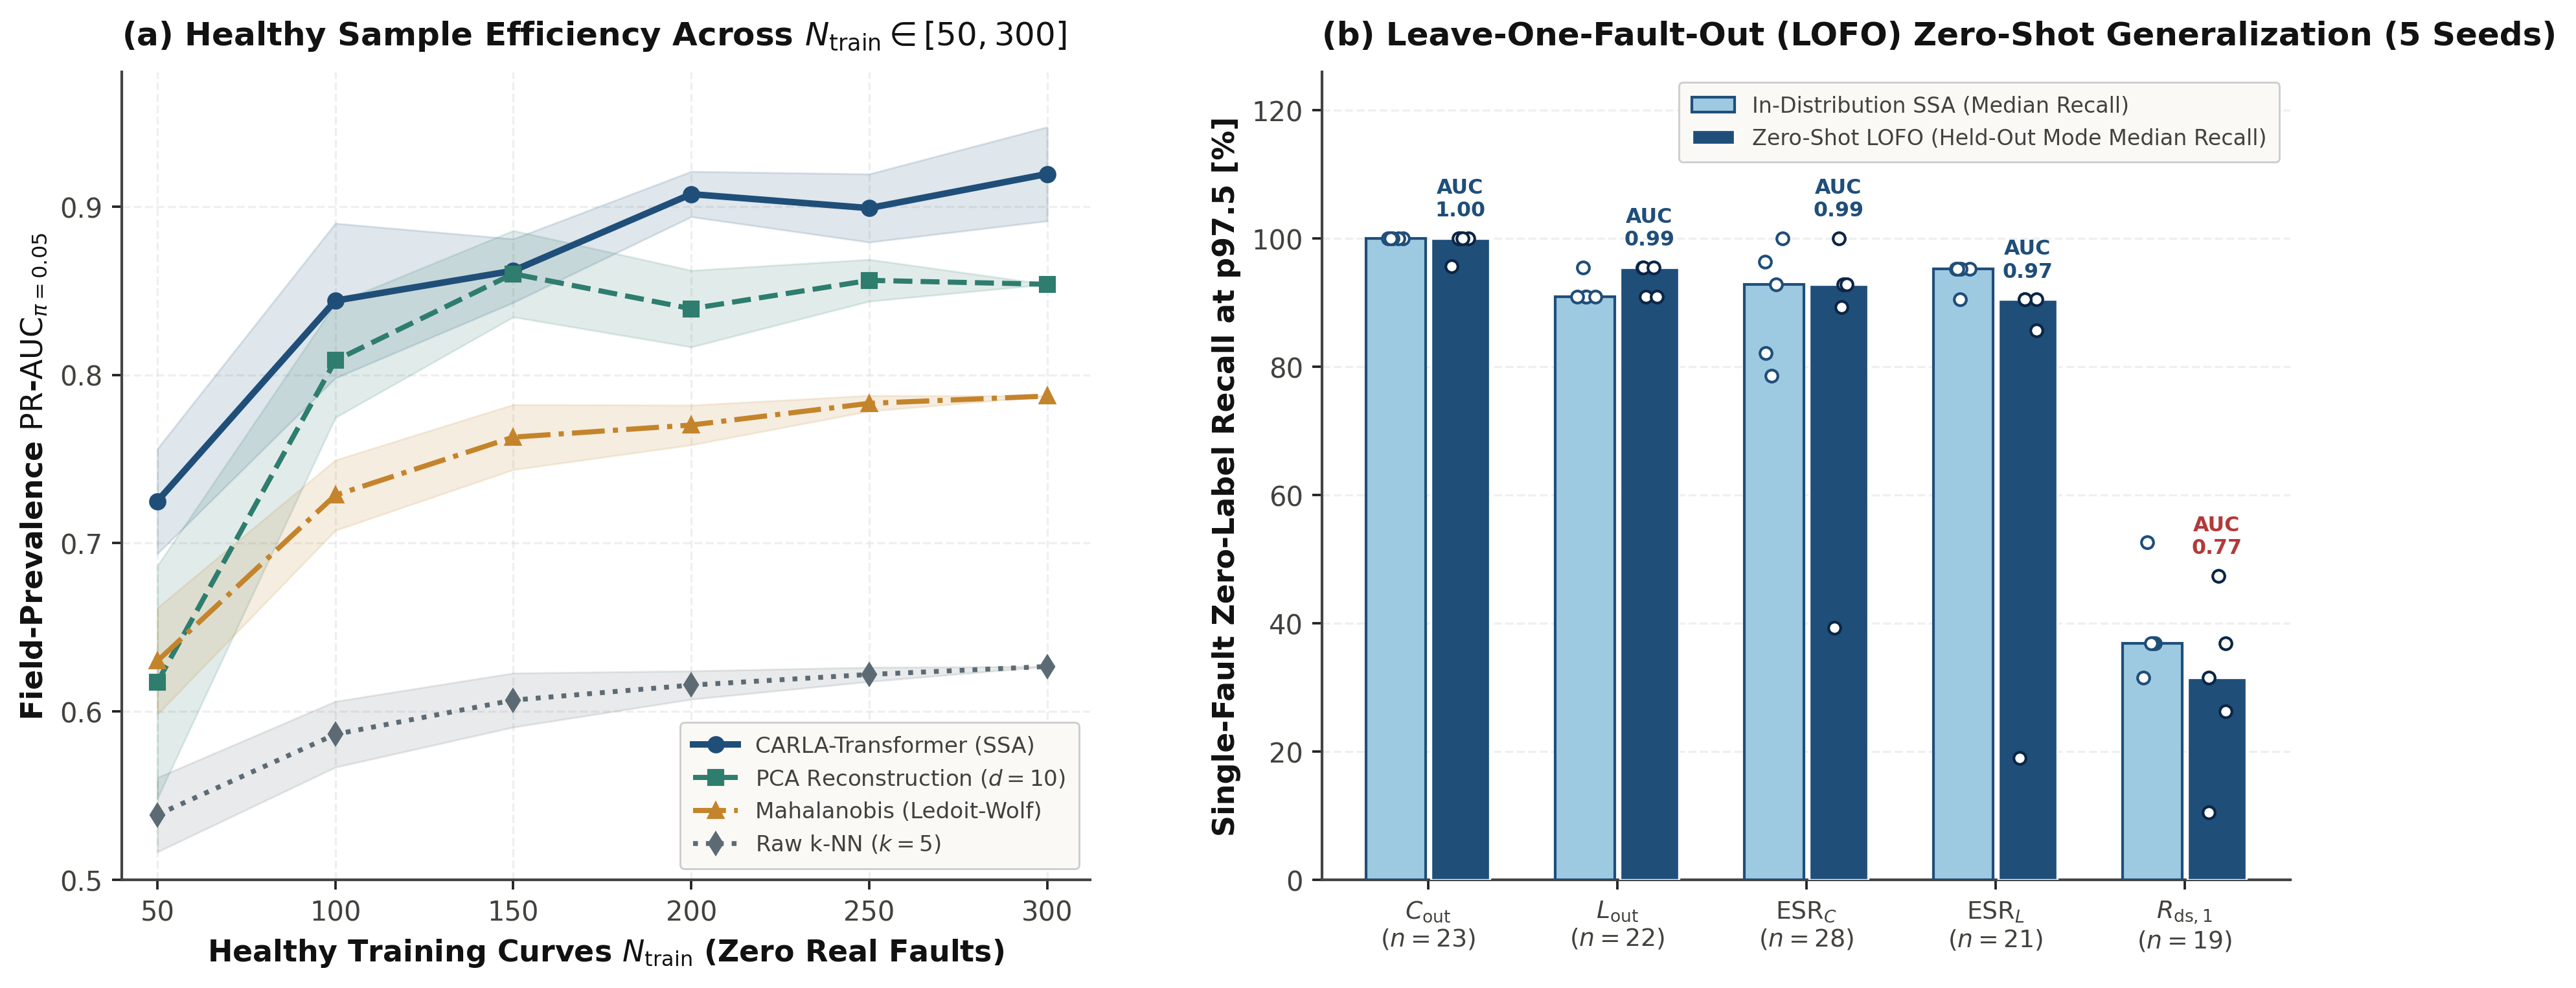 (a) Healthy Sample Efficiency Across N_train ∈ [50, 300]
Field-Prevalence PR-AUC_π = 0.05
0.9
0.8
0.7
0.6
0.5
50 100 150 200 250 300
Healthy Training Curves N_train (Zero Real Faults)
CARLA-Transformer (SSA)
PCA Reconstruction (d = 10)
Mahalanobis (Ledoit-Wolf)
Raw k-NN (k = 5)
(b) Leave-One-Fault-Out (LOFO) Zero-Shot Generalization (5 Seeds)
Single-Fault Zero-Label Recall at p97.5 [%]
120
100
80
60
40
20
0
In-Distribution SSA (Median Recall)
Zero-Shot LOFO (Held-Out Mode Median Recall)
AUC
1.00
AUC
0.99
AUC
0.99
AUC
0.97
AUC
0.77
C_out
(n = 23)
L_out
(n = 22)
ESR_C
(n = 28)
ESR_L
(n = 21)
R_ds, 1
(n = 19)